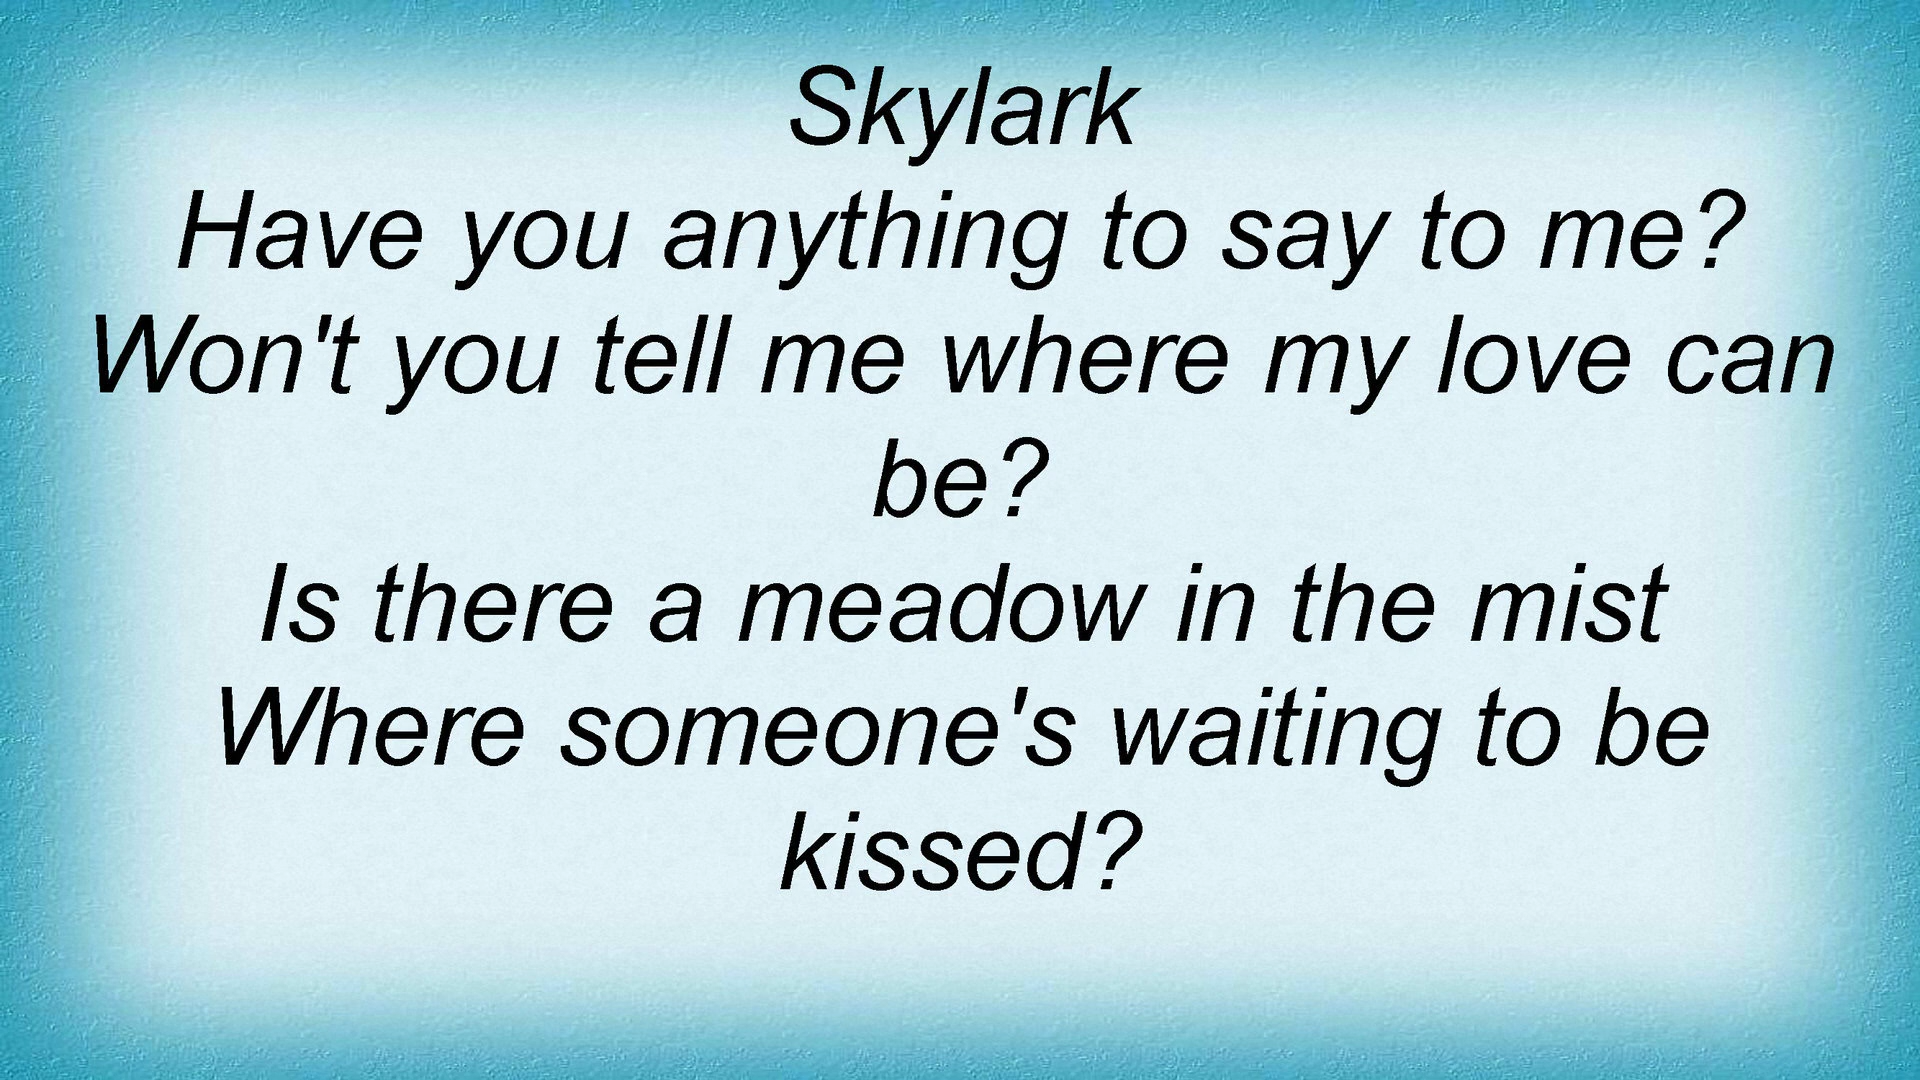 Skylark
Have you anything to say to me?
Won't you tell me where my love can
be?
Is there a meadow in the mist
Where someone's waiting to be
kissed?